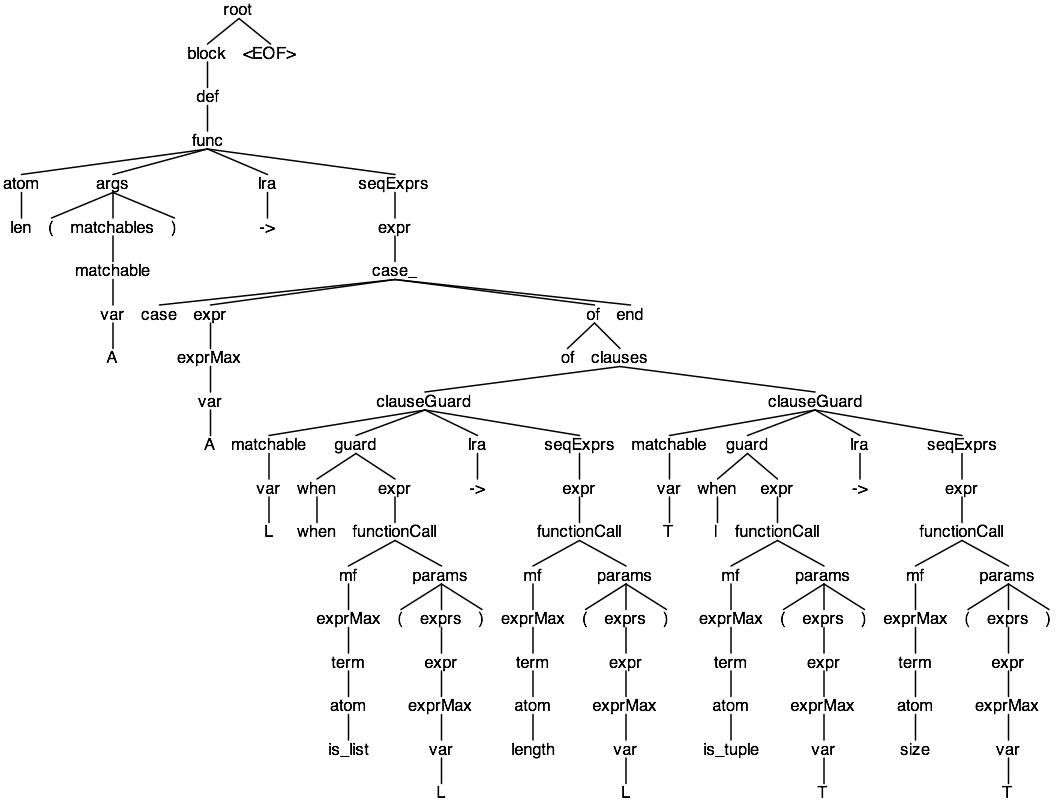 root
block <EOF>
def
func
atom args lra seqExprs
len ( matchables ) -> expr
matchable case_
var case expr of end
A exprMax of clauses
var clauseGuard clauseGuard
A matchable guard lra seqExprs matchable guard lra seqExprs
var when expr -> expr var when expr -> expr
L when functionCall functionCall T | functionCall functionCall
mf params mf params mf params mf params
exprMax ( exprs ) exprMax ( exprs ) exprMax ( exprs ) exprMax ( exprs )
term expr term expr term expr term expr
atom exprMax atom exprMax atom exprMax atom exprMax
is_list var length var is_tuple var size var
L L T T